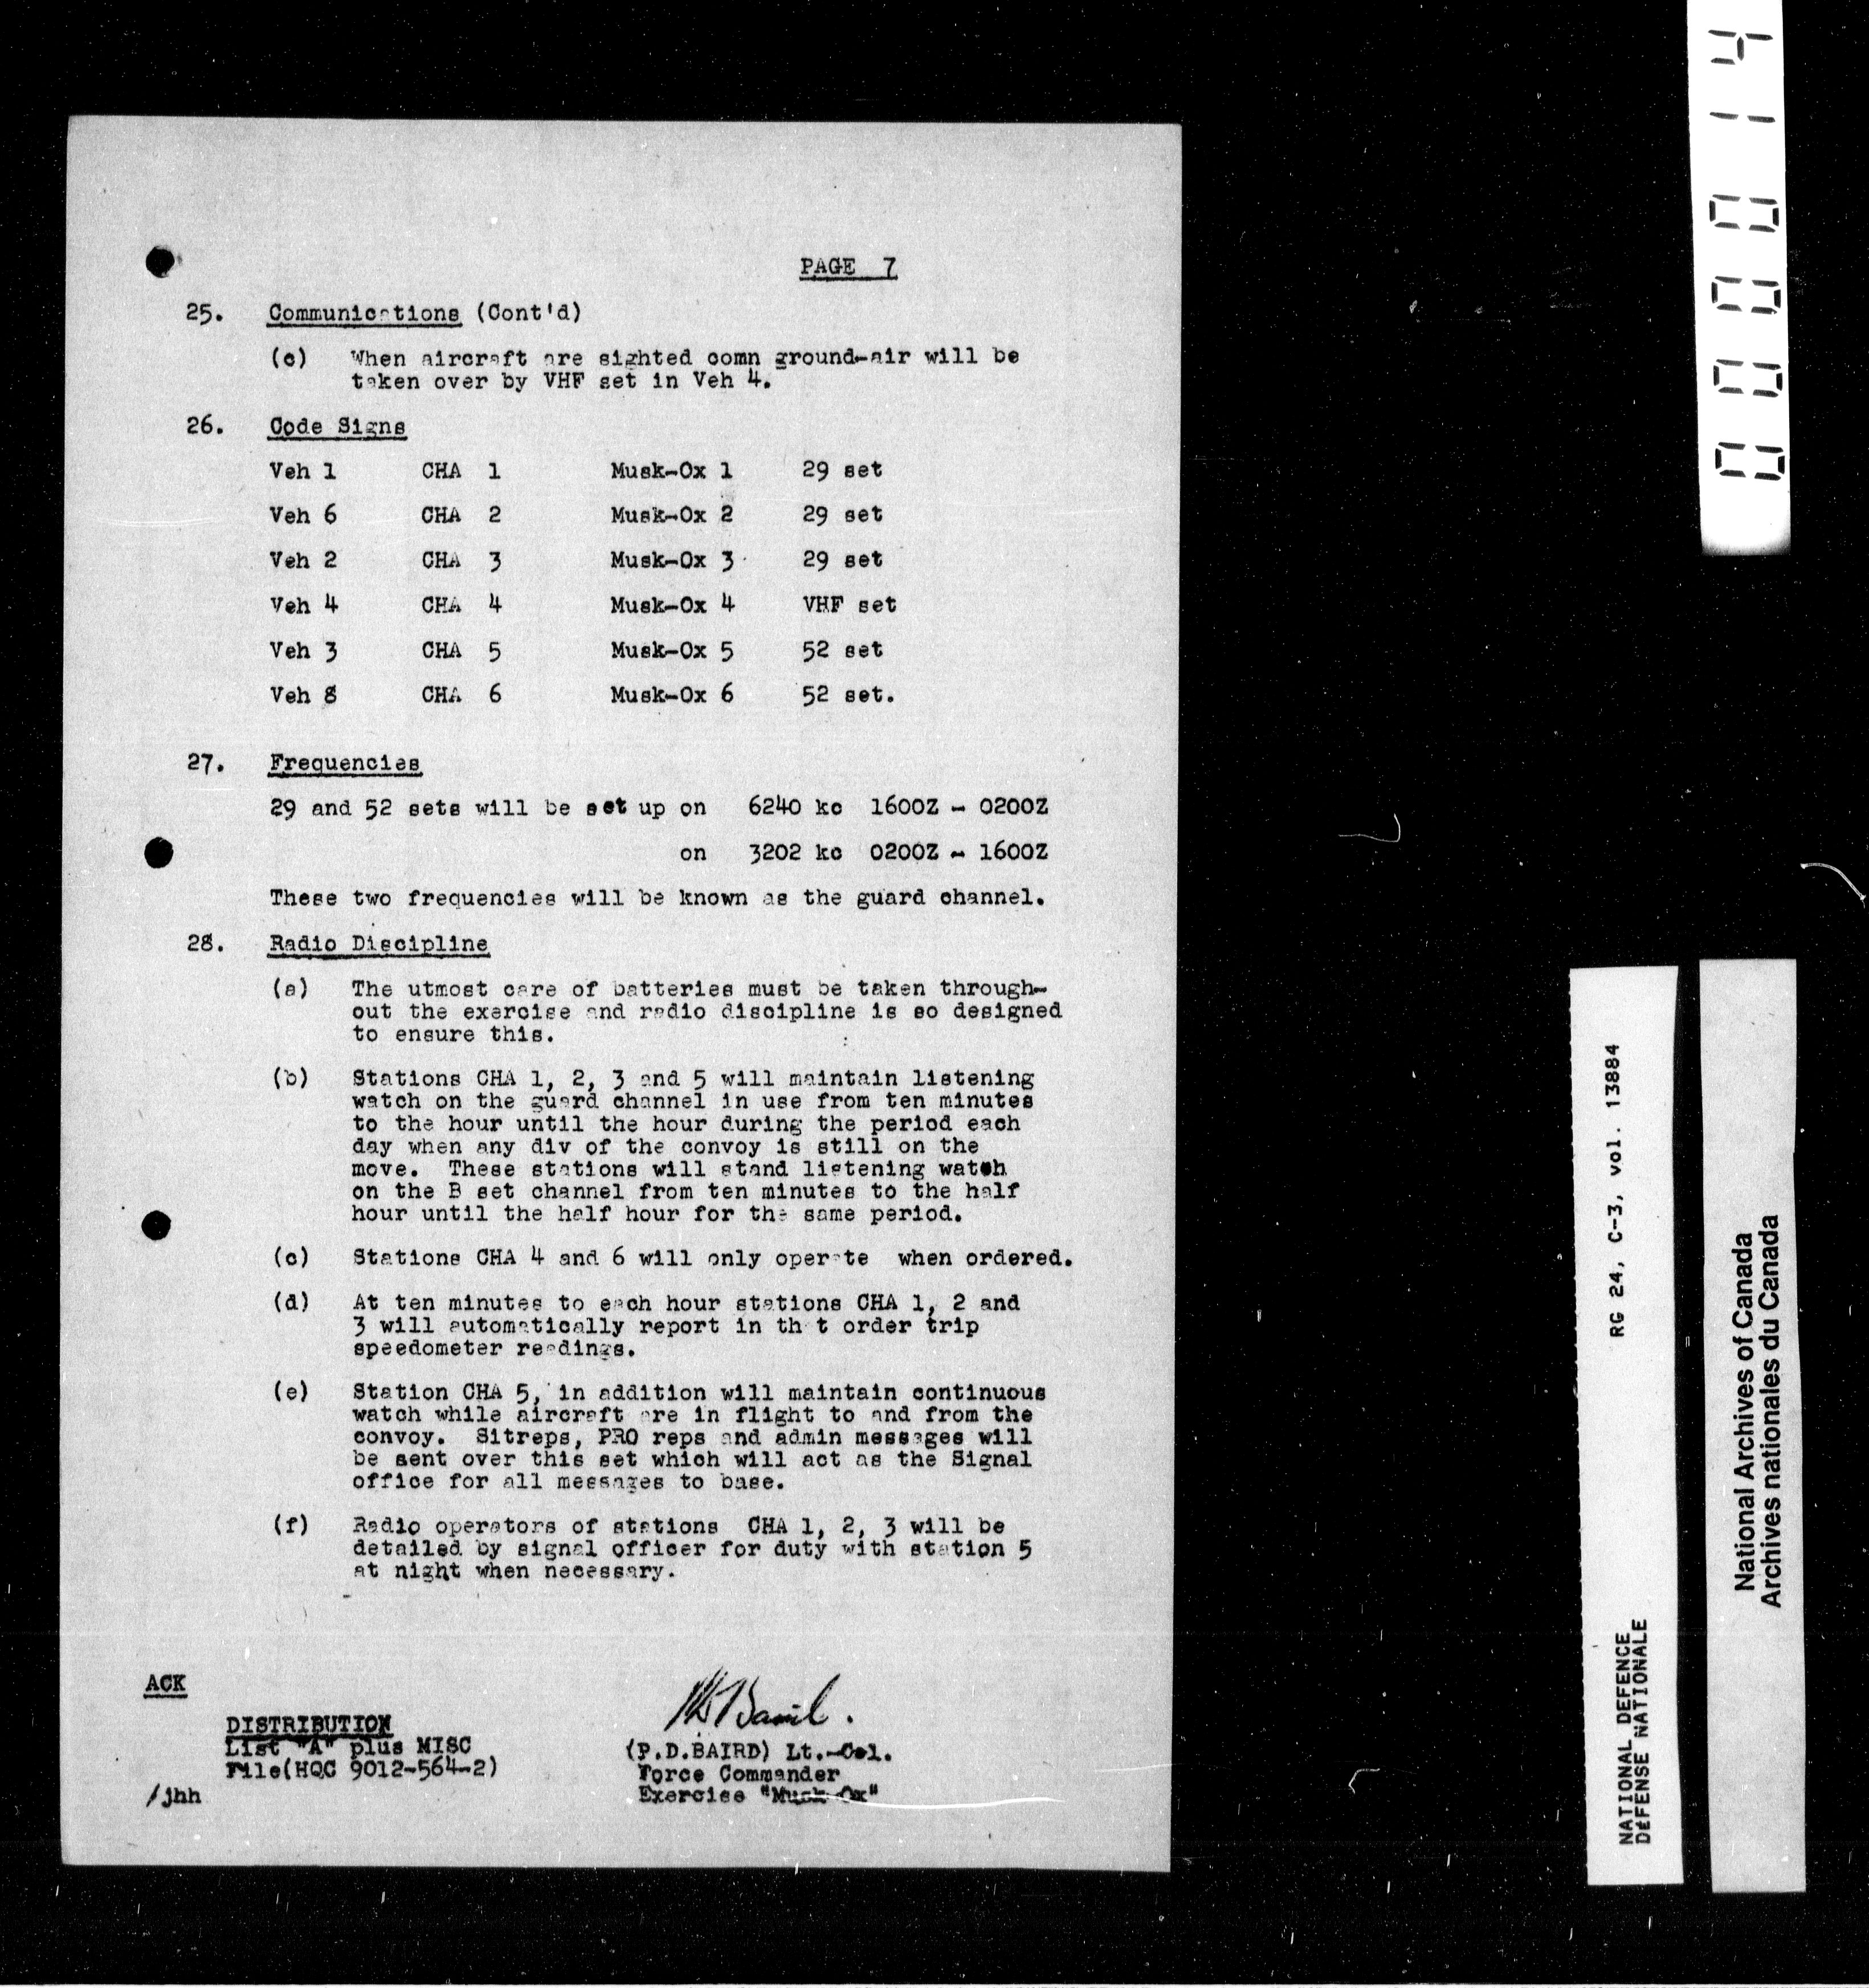 PAGE 7
25. Communications (Cont'd)
(c) When aircraft are sighted comn ground-air will be
taken over by VHF set in Veh 4.
26. Code Signs
Veh 1 CHA 1 Musk-Ox 1 29 set
Veh 6 CHA 2 Musk-Ox 2 29 set
Veh 2 CHA 3 Musk-Ox 3 29 set
Veh 4 CHA 4 Musk-Ox 4 VHF set
Veh 3 CHA 5 Musk-Ox 5 52 set
Veh 8 CHA 6 Musk-Ox 6 52 set.
27. Frequencies
29 and 52 sets will be set up on 6240 kc 1600Z - 0200Z
on 3202 kc 0200Z - 1600Z
These two frequencies will be known as the guard channel.
28. Radio Discipline
(a) The utmost care of batteries must be taken through-
out the exercise and radio discipline is so designed
to ensure this.
(b) Stations CHA 1, 2, 3 and 5 will maintain listening
watch on the guard channel in use from ten minutes
to the hour until the hour during the period each
day when any div of the convoy is still on the
move. These stations will stand listening watch
on the B set channel from ten minutes to the half
hour until the half hour for the same period.
(c) Stations CHA 4 and 6 will only operate when ordered.
(d) At ten minutes to each hour stations CHA 1, 2 and
3 will automatically report in that order trip
speedometer readings.
(e) Station CHA 5, in addition will maintain continuous
watch while aircraft are in flight to and from the
convoy. Sitreps, PRO reps and admin messages will
be sent over this set which will act as the Signal
office for all messages to base.
(f) Radio operators of stations CHA 1, 2, 3 will be
detailed by signal officer for duty with station 5
at night when necessary.
ACK
DISTRIBUTION
List "A" plus MISC
File(HQC 9012-564-2)
/jhh
(P.D.BAIRD) Lt.-Col.
Force Commander
Exercise "Musk-Ox"
000014
RG 24, C-3, vol. 13884
NATIONAL DEFENCE
DÉFENSE NATIONALE
National Archives of Canada
Archives nationales du Canada